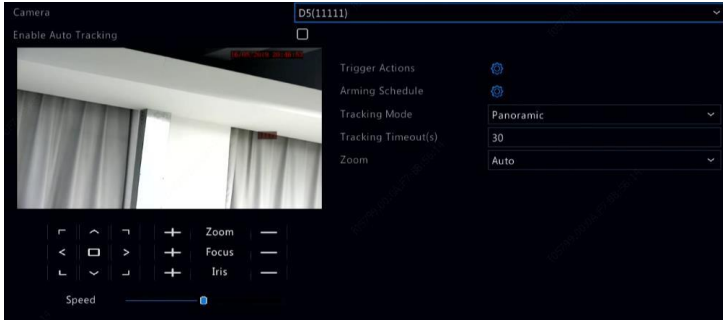 Camera
D5(11111)
Enable Auto Tracking
Trigger Actions
Arming Schedule
Tracking Mode
Panoramic
Tracking Timeout(s)
30
Zoom
Auto
Zoom
Focus
Iris
Speed